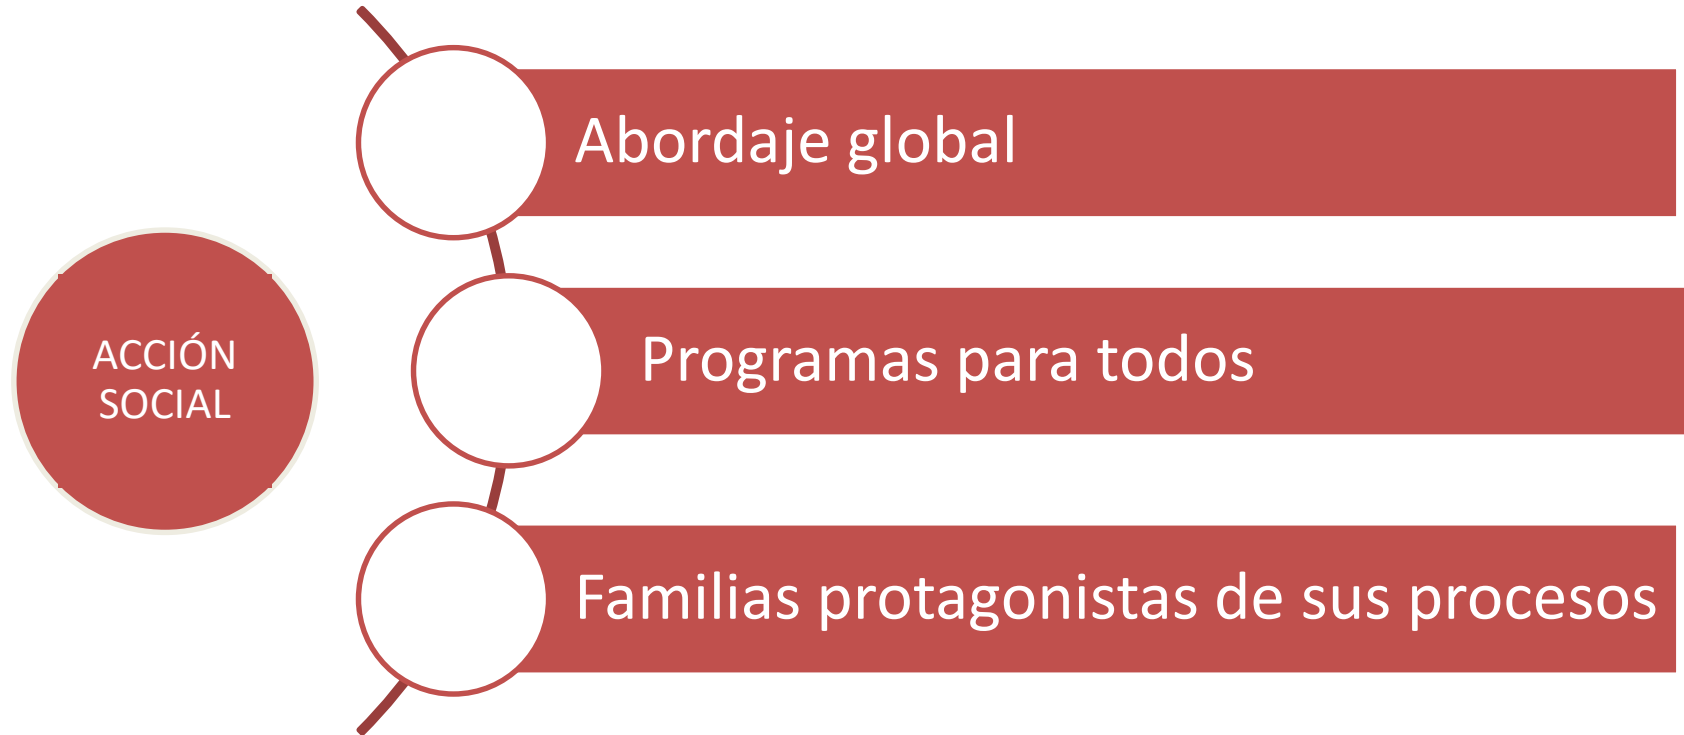 ACCIÓN
SOCIAL
Abordaje global
Programas para todos
Familias protagonistas de sus procesos